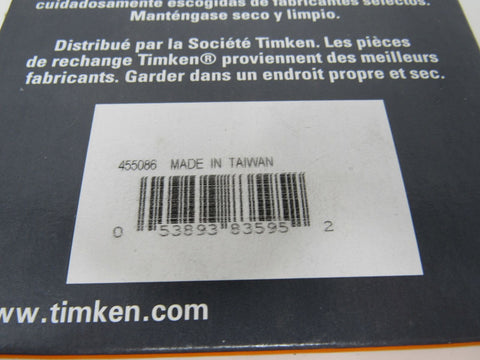 cuidadosamente escogidas de fabricantes selectos.
Manténgase seco y limpio.
Distribué par la Société Timken. Les pièces
de rechange Timken® proviennent des meilleurs
fabricants. Garder dans un endroit propre et sec.
455086 MADE IN TAIWAN
0 53893 83595 2
www.timken.com